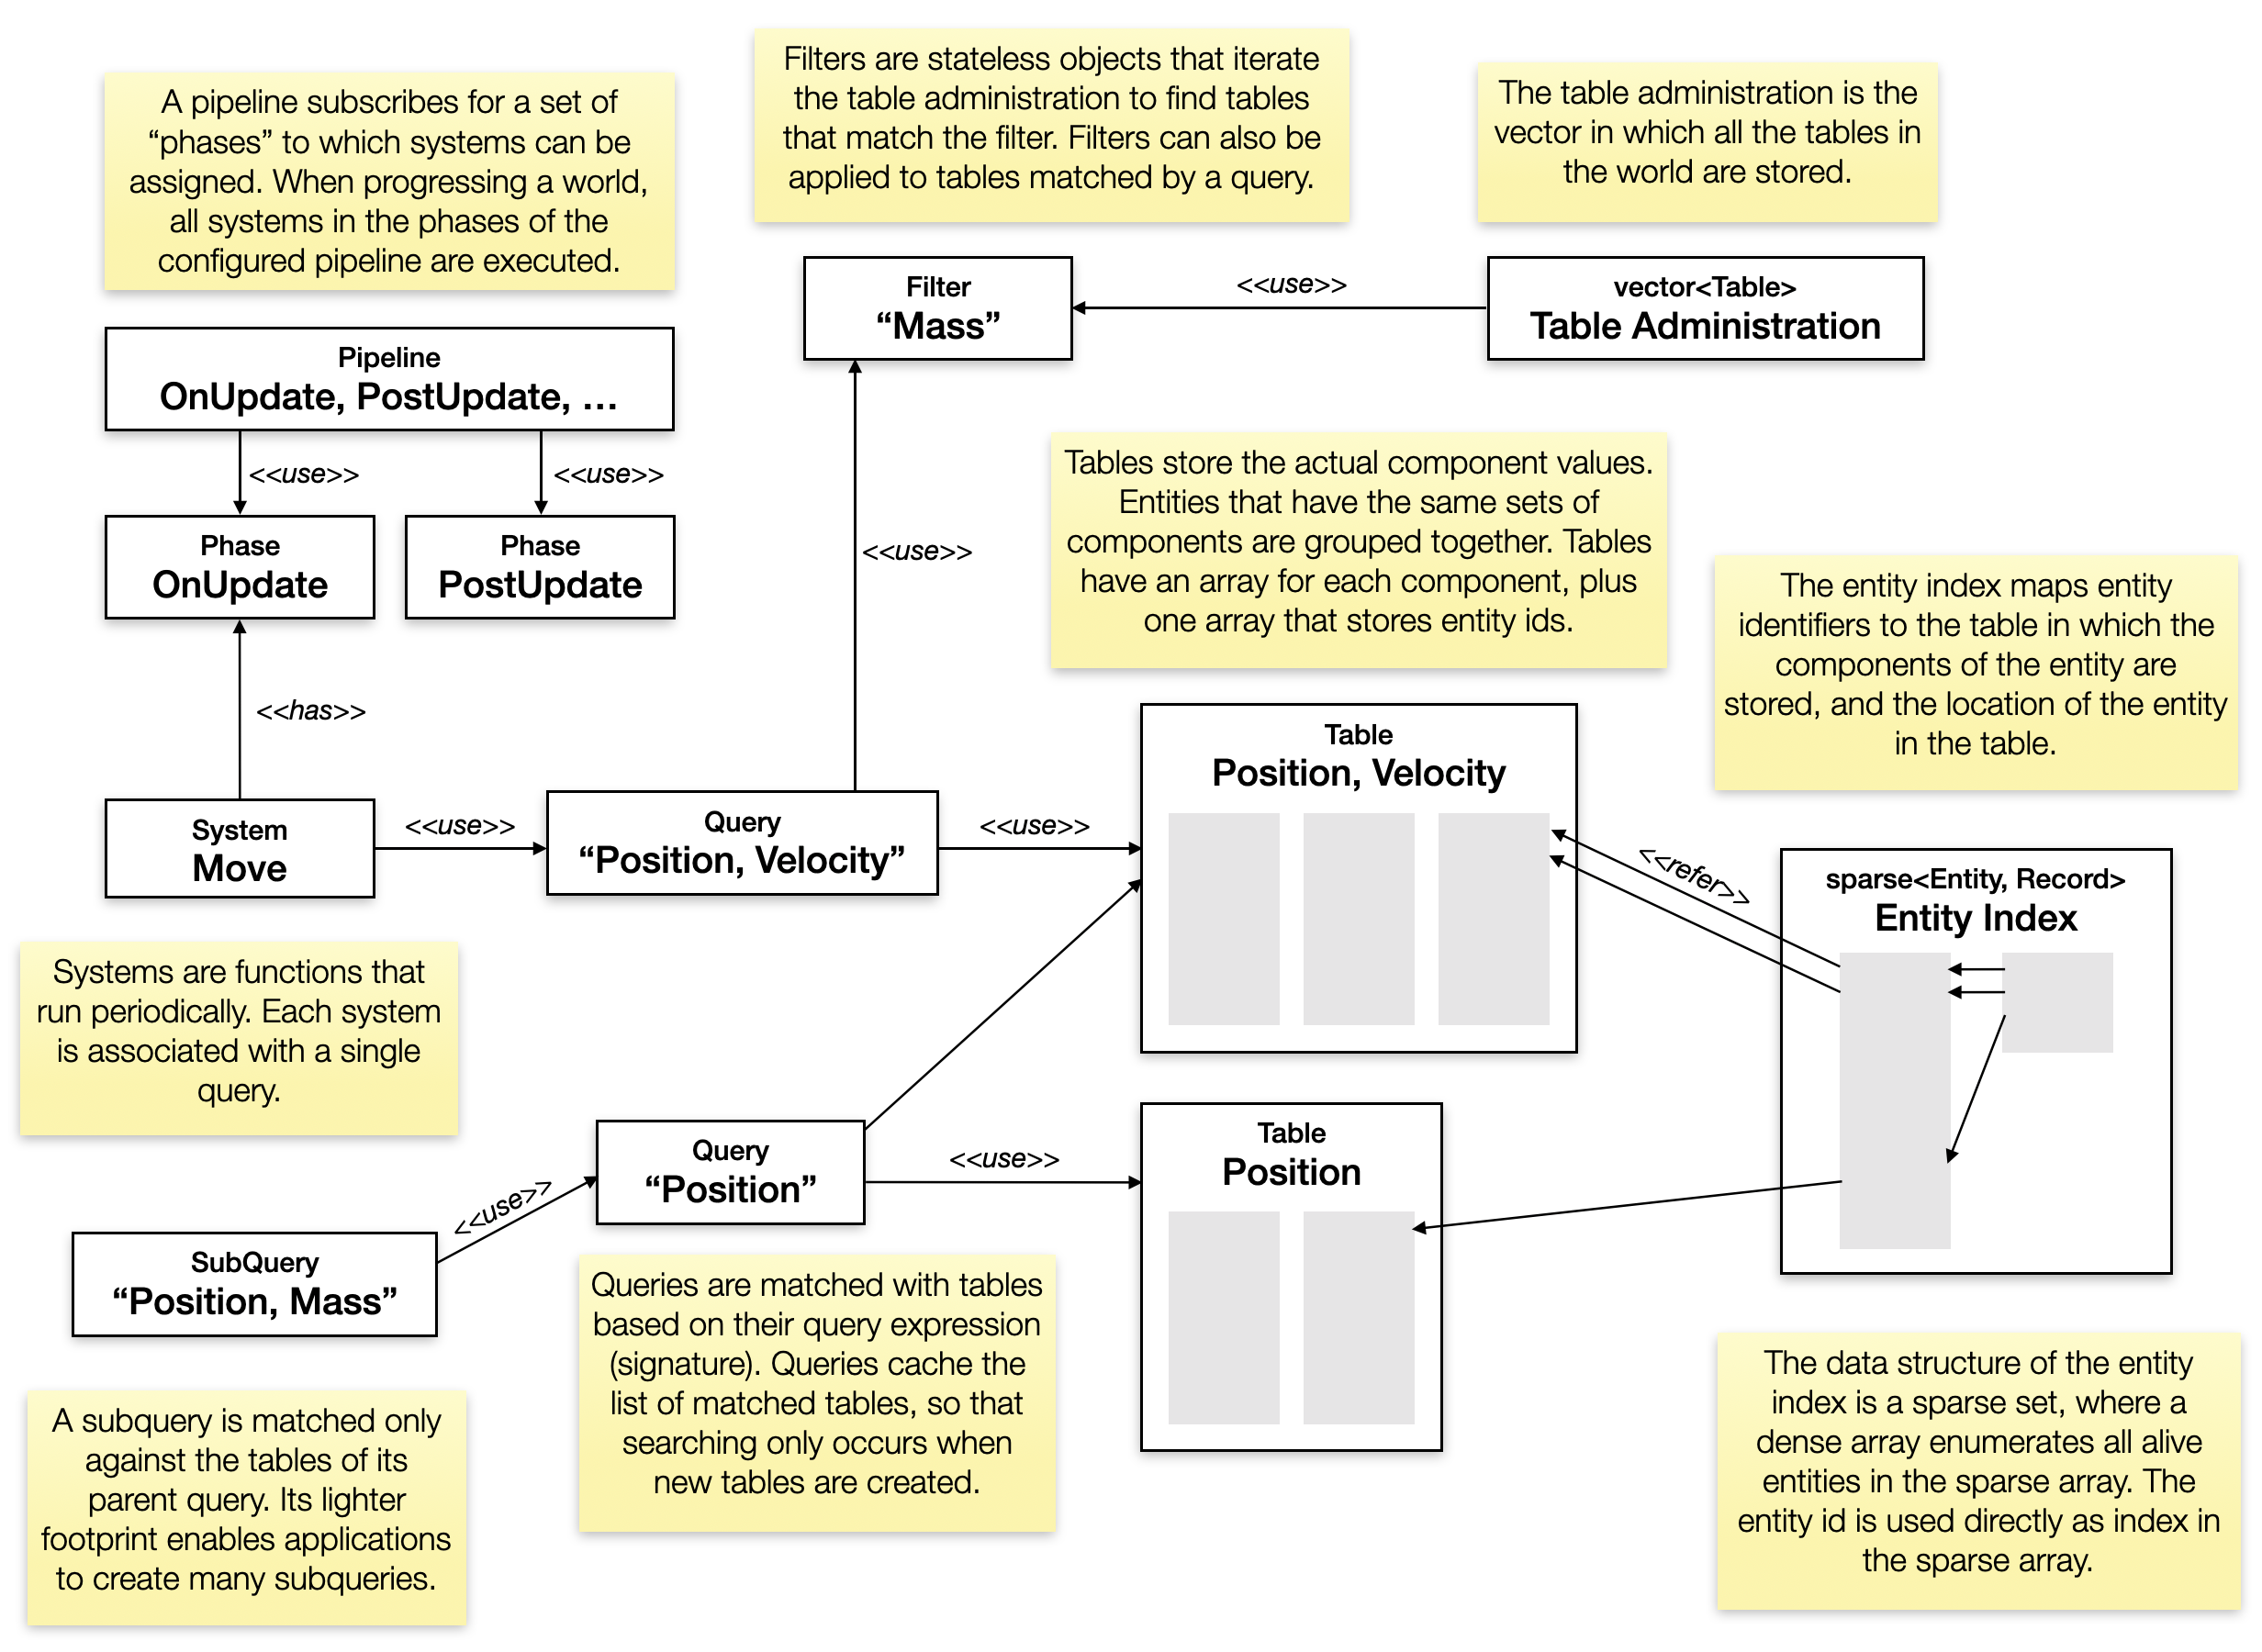 A pipeline subscribes for a set of
“phases” to which systems can be
assigned. When progressing a world,
all systems in the phases of the
configured pipeline are executed.
Filters are stateless objects that iterate
the table administration to find tables
that match the filter. Filters can also be
applied to tables matched by a query.
The table administration is the
vector in which all the tables in
the world are stored.
Filter
“Mass”
<<use>>
vector<Table>
Table Administration
Pipeline
OnUpdate, PostUpdate, ...
<<use>>
<<use>>
Phase
OnUpdate
Phase
PostUpdate
<<use>>
Tables store the actual component values.
Entities that have the same sets of
components are grouped together. Tables
have an array for each component, plus
one array that stores entity ids.
The entity index maps entity
identifiers to the table in which the
components of the entity are
stored, and the location of the entity
in the table.
<<has>>
System
Move
<<use>>
Query
“Position, Velocity”
<<use>>
Table
Position, Velocity
<<refer>>
sparse<Entity, Record>
Entity Index
Systems are functions that
run periodically. Each system
is associated with a single
query.
Query
“Position”
<<use>>
Table
Position
<<use>>
SubQuery
“Position, Mass”
Queries are matched with tables
based on their query expression
(signature). Queries cache the
list of matched tables, so that
searching only occurs when
new tables are created.
A subquery is matched only
against the tables of its
parent query. Its lighter
footprint enables applications
to create many subqueries.
The data structure of the entity
index is a sparse set, where a
dense array enumerates all alive
entities in the sparse array. The
entity id is used directly as index in
the sparse array.